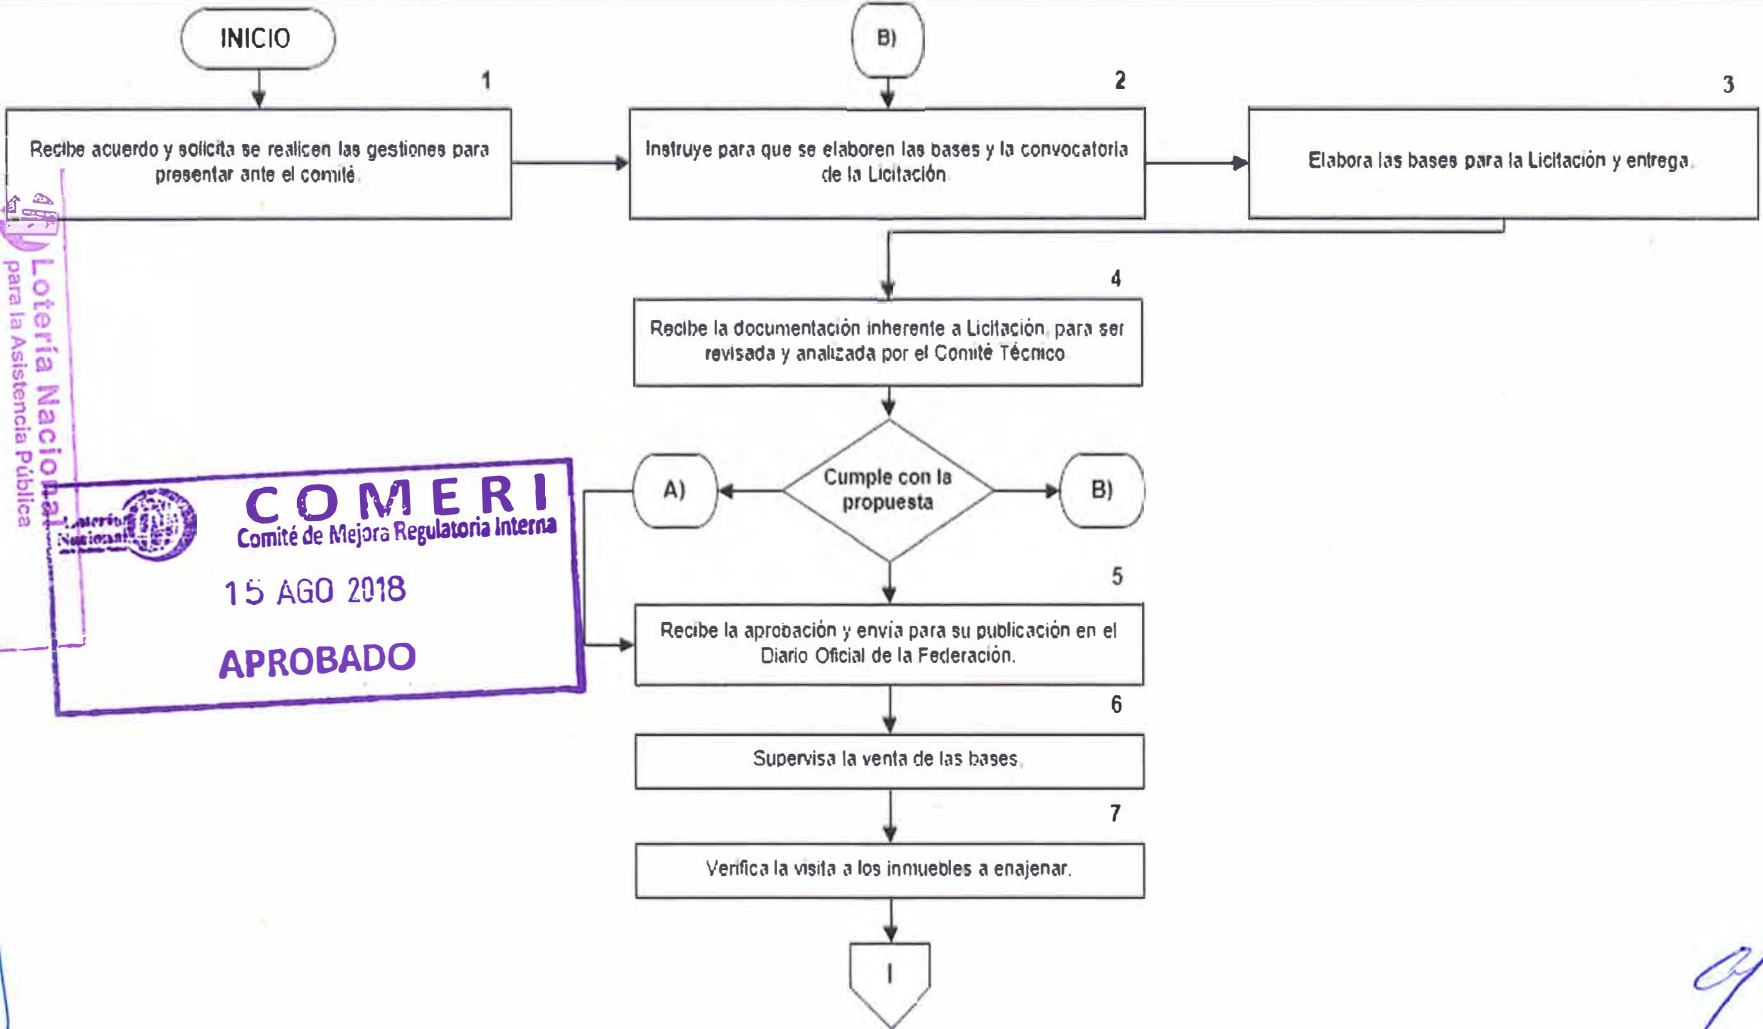 INICIO
B)
1
2
3
Recibe acuerdo y solicita se realicen las gestiones para
presentar ante el comité.
Instruye para que se elaboren las bases y la convocatoria
de la Licitación
Elabora las bases para la Licitación y entrega.
4
Recibe la documentación inherente a Licitación, para ser
revisada y analizada por el Comité Técnico
Lotería Nacional
para la Asistencia Pública
A)
Cumple con la
propuesta
B)
COMERI
Comité de Mejora Regulatoria Interna
Lotería
Nacional
15 AGO 2018
APROBADO
5
Recibe la aprobación y envía para su publicación en el
Diario Oficial de la Federación.
6
Supervisa la venta de las bases.
7
Verifica la visita a los inmuebles a enajenar.
I